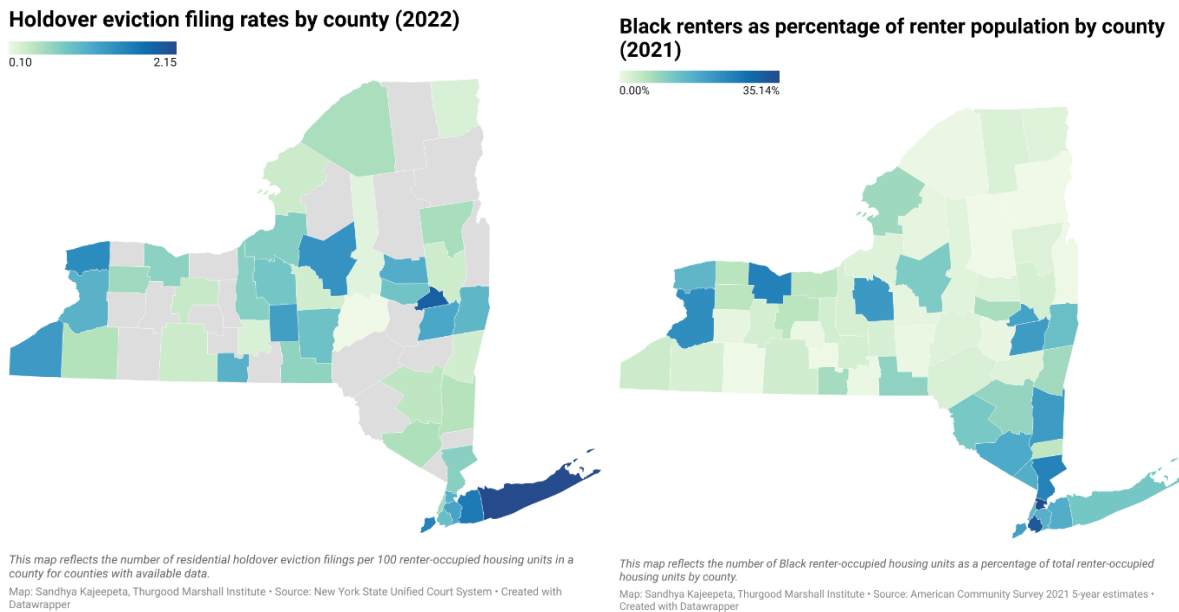 Holdover eviction filing rates by county (2022)
0.10 2.15
This map reflects the number of residential holdover eviction filings per 100 renter-occupied housing units in a
county for counties with available data.
Map: Sandhya Kajeepeta, Thurgood Marshall Institute • Source: New York State Unified Court System • Created with
Datawrapper
Black renters as percentage of renter population by county
(2021)
0.00% 35.14%
This map reflects the number of Black renter-occupied housing units as a percentage of total renter-occupied
housing units by county.
Map: Sandhya Kajeepeta, Thurgood Marshall Institute • Source: American Community Survey 2021 5-year estimates •
Created with Datawrapper